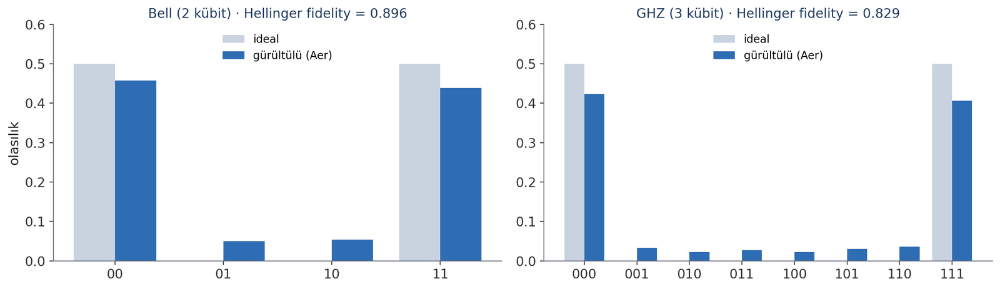 Bell (2 kübit) · Hellinger fidelity = 0.896
ideal
gürültülü (Aer)
olasılık
0.6
0.5
0.4
0.3
0.2
0.1
0.0
00 01 10 11
GHZ (3 kübit) · Hellinger fidelity = 0.829
ideal
gürültülü (Aer)
0.6
0.5
0.4
0.3
0.2
0.1
0.0
000 001 010 011 100 101 110 111